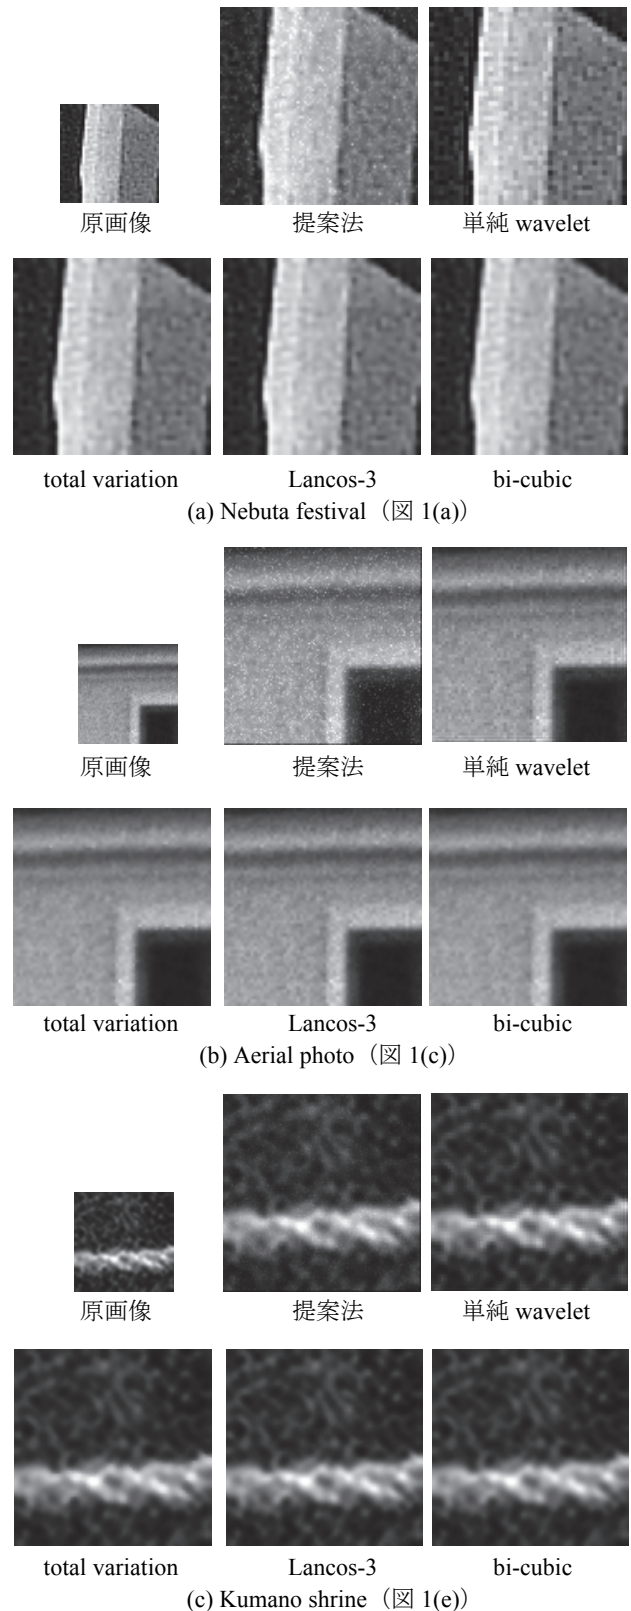 原画像 提案法 単純 wavelet
total variation Lancos-3 bi-cubic
(a) Nebuta festival（図 1(a)）
原画像 提案法 単純 wavelet
total variation Lancos-3 bi-cubic
(b) Aerial photo（図 1(c)）
原画像 提案法 単純 wavelet
total variation Lancos-3 bi-cubic
(c) Kumano shrine（図 1(e)）